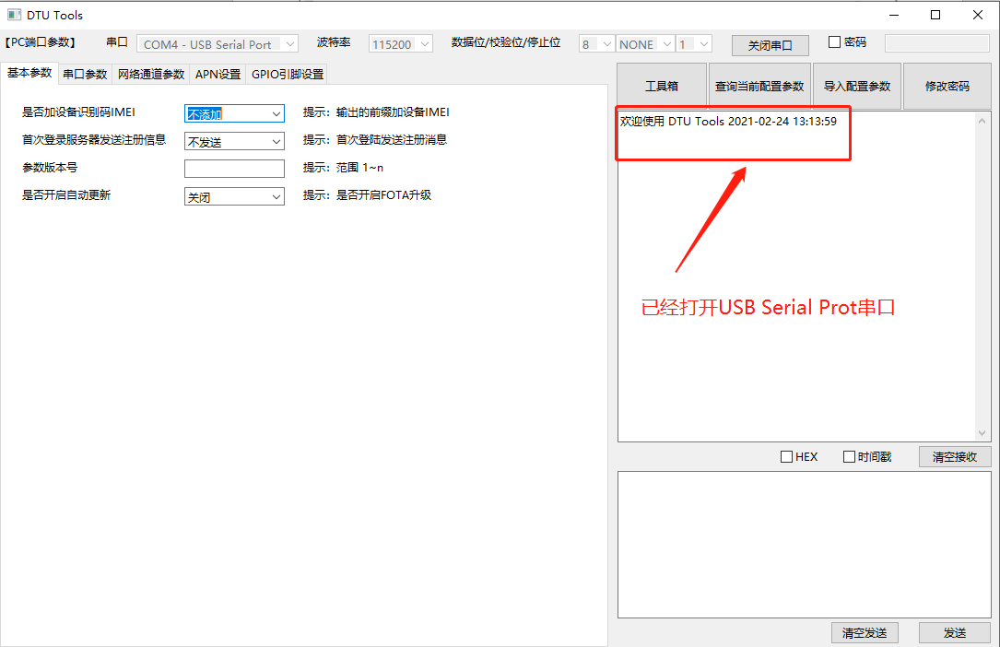 DTU Tools
【PC端口参数】 串口 COM4 - USB Serial Port 波特率 115200 数据位/校验位/停止位 8 NONE 1 关闭串口 密码
基本参数 串口参数 网络通道参数 APN设置 GPIO引脚设置
工具箱 查询当前配置参数 导入配置参数 修改密码
是否加设备识别码IMEI 不添加 提示：输出的前缀加设备IMEI
首次登录服务器发送注册信息 不发送 提示：首次登陆发送注册消息
参数版本号 提示：范围 1~n
是否开启自动更新 关闭 提示：是否开启FOTA升级
欢迎使用 DTU Tools 2021-02-24 13:13:59
已经打开USB Serial Prot串口
HEX 时间戳 清空接收
清空发送 发送